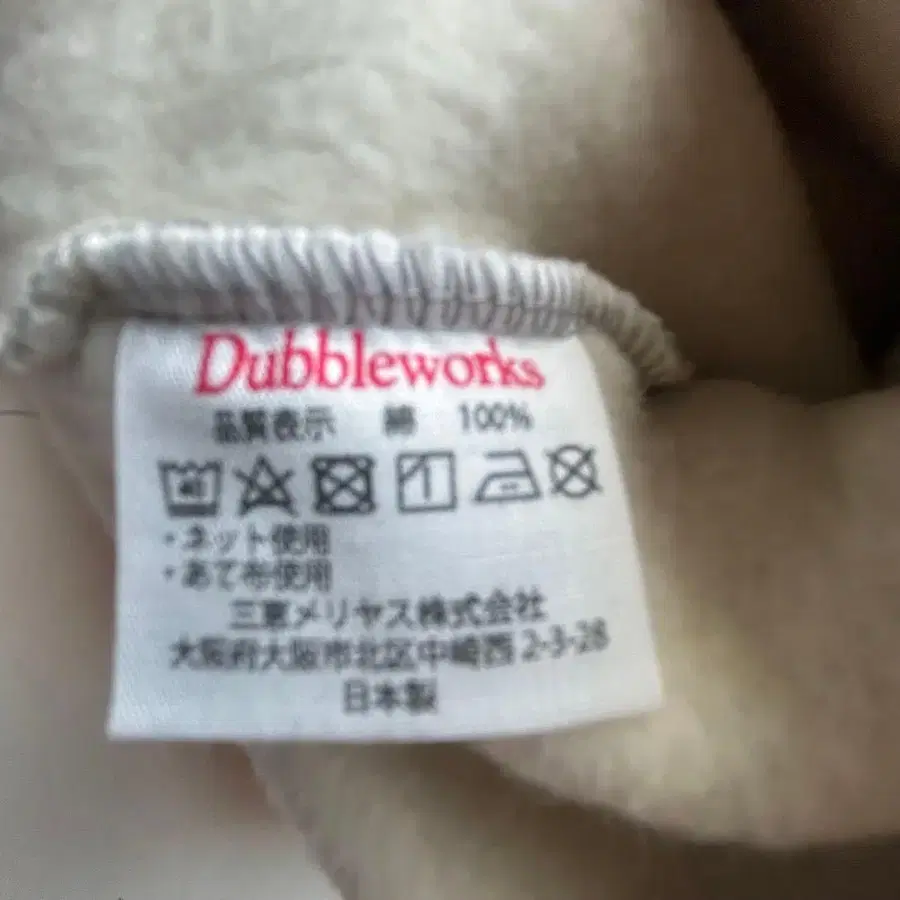 Dubbleworks
品質表示 綿 100%
・ネット使用
・あて布使用
三恵メリヤス株式会社
大阪府大阪市北区中崎西2-3-28
日本製